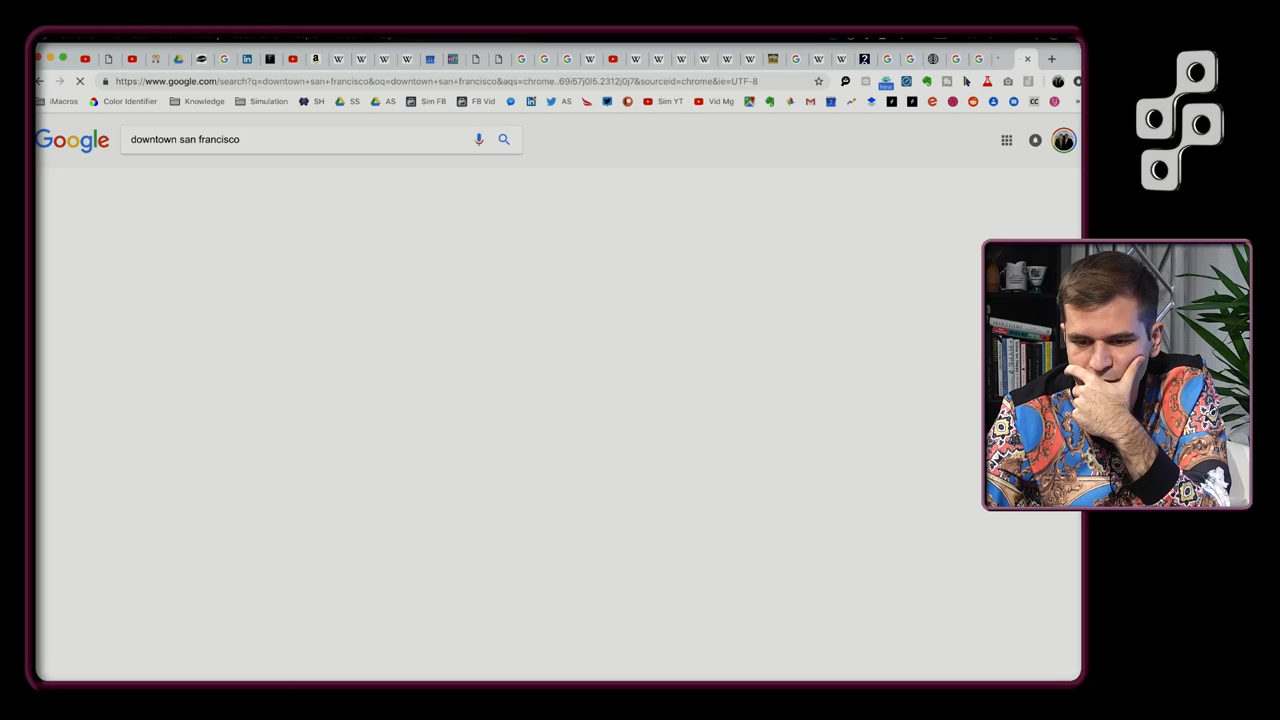 https://www.google.com/search?q=downtown+san+francisco&oq=downtown+san+francisco&aqs=chrome..69i57j0l5.2312j0j7&sourceid=chrome&ie=UTF-8
New
iMacros Color Identifier Knowledge Simulation SH SS AS Sim FB FB Vid AS Sim YT Vid Mg
Google downtown san francisco